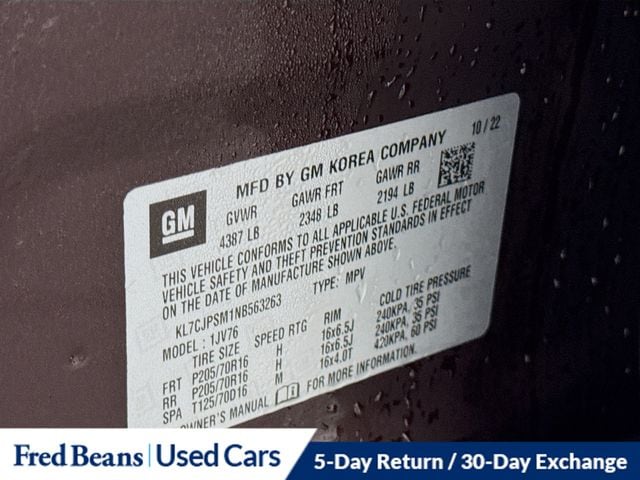 MFD BY GM KOREA COMPANY 10 / 22
GM
GVWR GAWR FRT GAWR RR
4387 LB 2348 LB 2194 LB
THIS VEHICLE CONFORMS TO ALL APPLICABLE U.S. FEDERAL MOTOR
VEHICLE SAFETY AND THEFT PREVENTION STANDARDS IN EFFECT
ON THE DATE OF MANUFACTURE SHOWN ABOVE.
KL7CJPSM1NB563263 TYPE: MPV
MODEL : 1JV76
TIRE SIZE SPEED RTG RIM COLD TIRE PRESSURE
FRT P205/70R16 H 16x6.5J 240KPA, 35 PSI
RR P205/70R16 H 16x6.5J 240KPA, 35 PSI
SPA T125/70D16 M 16x4.0T 420KPA, 60 PSI
OWNER'S MANUAL FOR MORE INFORMATION.
Fred Beans | Used Cars
5-Day Return / 30-Day Exchange